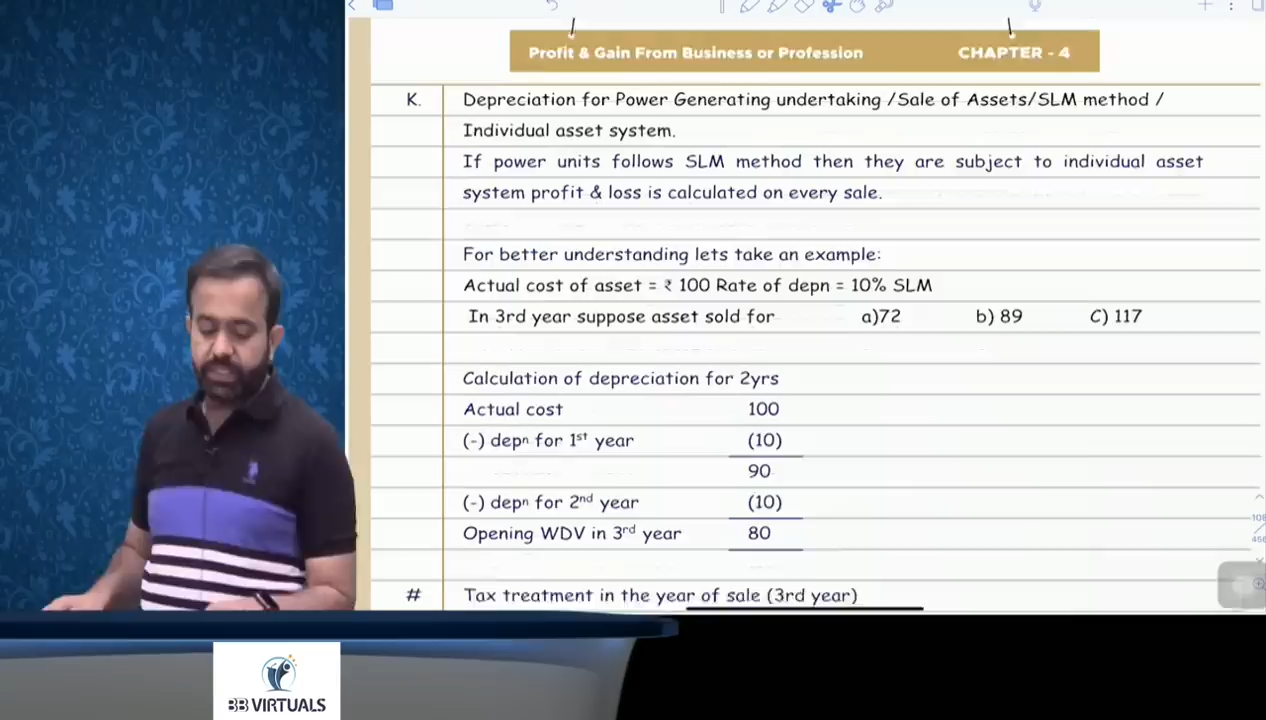 Profit & Gain From Business or Profession CHAPTER - 4
K. Depreciation for Power Generating undertaking /Sale of Assets/SLM method /
Individual asset system.
If power units follows SLM method then they are subject to individual asset
system profit & loss is calculated on every sale.
For better understanding lets take an example:
Actual cost of asset = ₹ 100 Rate of depn = 10% SLM
In 3rd year suppose asset sold for a)72 b) 89 C) 117
Calculation of depreciation for 2yrs
Actual cost 100
(-) depn for 1st year (10)
90
(-) depn for 2nd year (10)
Opening WDV in 3rd year 80
# Tax treatment in the year of sale (3rd year)
BB VIRTUALS